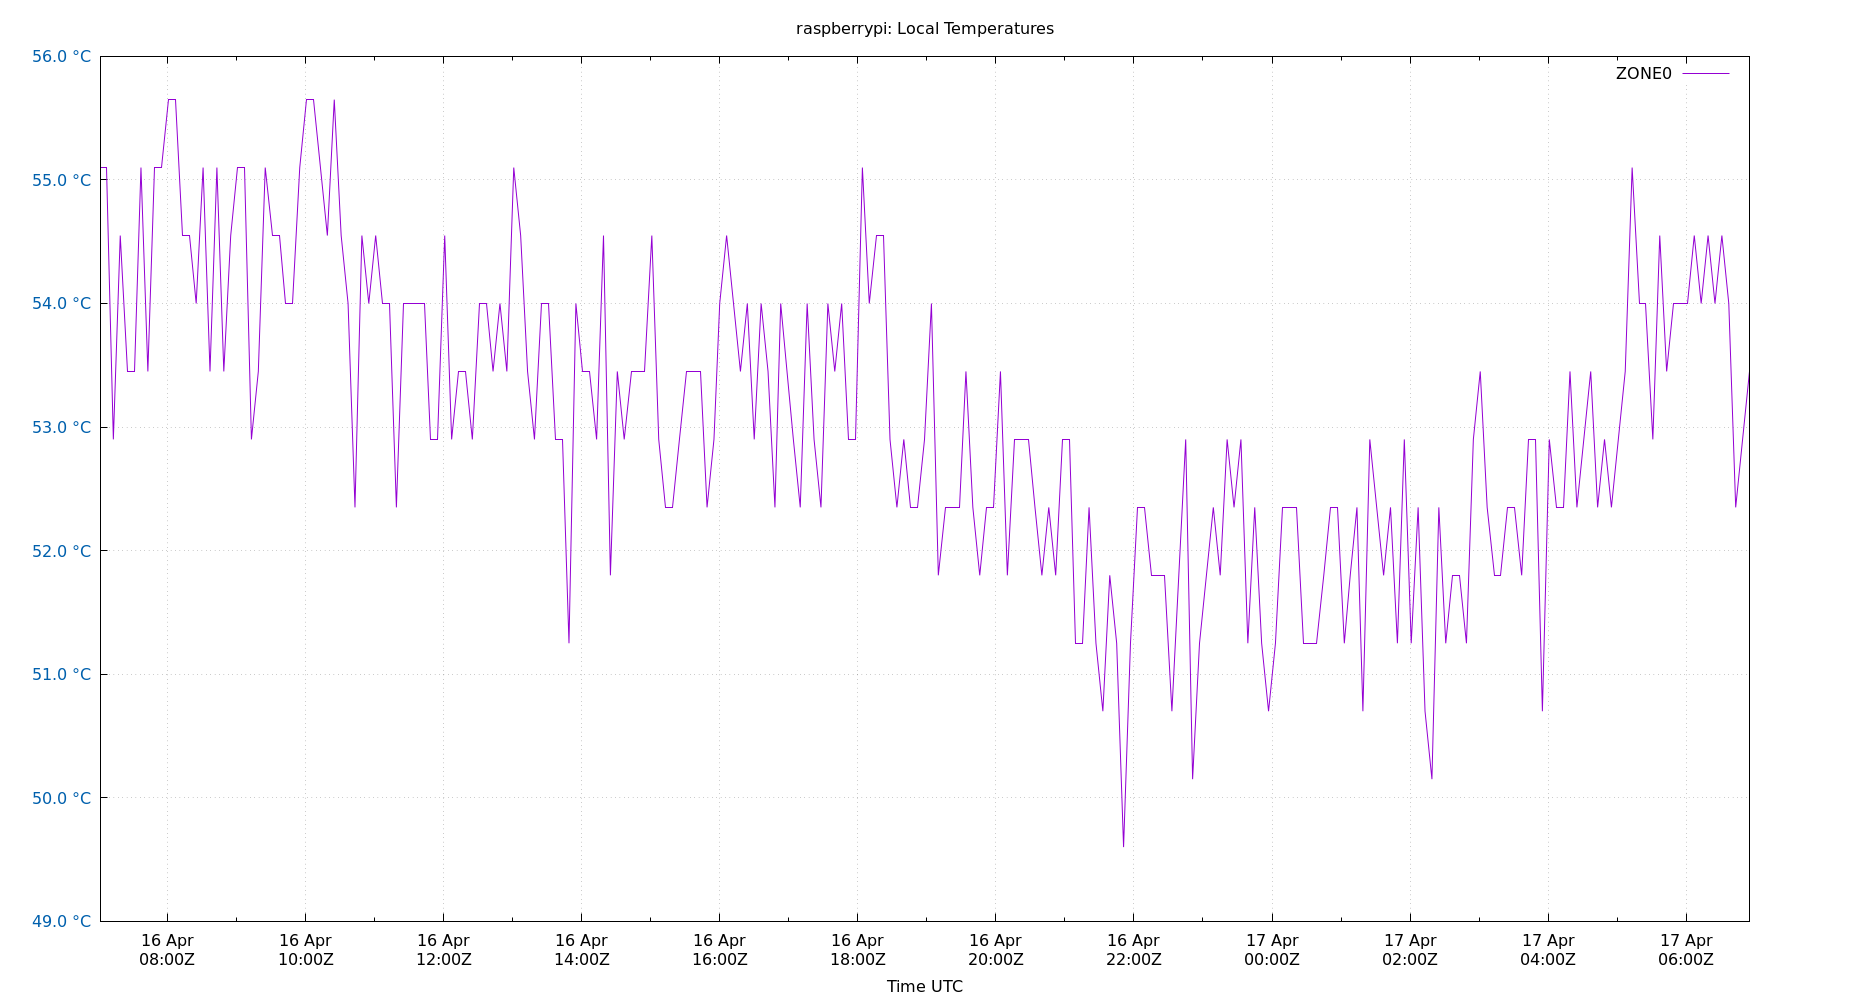 raspberrypi: Local Temperatures
56.0 °C
ZONE0
55.0 °C
54.0 °C
53.0 °C
52.0 °C
51.0 °C
50.0 °C
49.0 °C
16 Apr 16 Apr 16 Apr 16 Apr 16 Apr 16 Apr 16 Apr 16 Apr 17 Apr 17 Apr 17 Apr 17 Apr
08:00Z 10:00Z 12:00Z 14:00Z 16:00Z 18:00Z 20:00Z 22:00Z 00:00Z 02:00Z 04:00Z 06:00Z
Time UTC